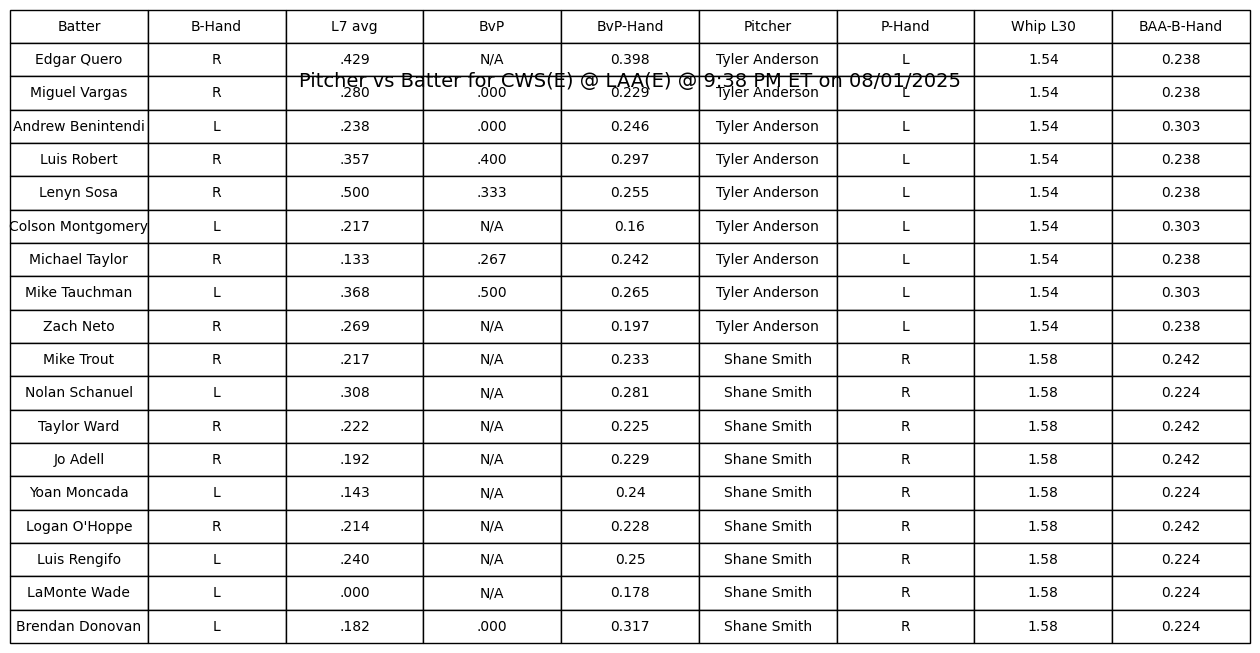 Batter B-Hand L7 avg BvP BvP-Hand Pitcher P-Hand Whip L30 BAA-B-Hand
Edgar Quero R .429 N/A 0.398 Tyler Anderson L 1.54 0.238
Pitcher vs Batter for CWS(E) @ LAA(E) @ 9:38 PM ET on 08/01/2025
Miguel Vargas R .280 .000 0.229 Tyler Anderson L 1.54 0.238
Andrew Benintendi L .238 .000 0.246 Tyler Anderson L 1.54 0.303
Luis Robert R .357 .400 0.297 Tyler Anderson L 1.54 0.238
Lenyn Sosa R .500 .333 0.255 Tyler Anderson L 1.54 0.238
Colson Montgomery L .217 N/A 0.16 Tyler Anderson L 1.54 0.303
Michael Taylor R .133 .267 0.242 Tyler Anderson L 1.54 0.238
Mike Tauchman L .368 .500 0.265 Tyler Anderson L 1.54 0.303
Zach Neto R .269 N/A 0.197 Tyler Anderson L 1.54 0.238
Mike Trout R .217 N/A 0.233 Shane Smith R 1.58 0.242
Nolan Schanuel L .308 N/A 0.281 Shane Smith R 1.58 0.224
Taylor Ward R .222 N/A 0.225 Shane Smith R 1.58 0.242
Jo Adell R .192 N/A 0.229 Shane Smith R 1.58 0.242
Yoan Moncada L .143 N/A 0.24 Shane Smith R 1.58 0.224
Logan O'Hoppe R .214 N/A 0.228 Shane Smith R 1.58 0.242
Luis Rengifo L .240 N/A 0.25 Shane Smith R 1.58 0.224
LaMonte Wade L .000 N/A 0.178 Shane Smith R 1.58 0.224
Brendan Donovan L .182 .000 0.317 Shane Smith R 1.58 0.224